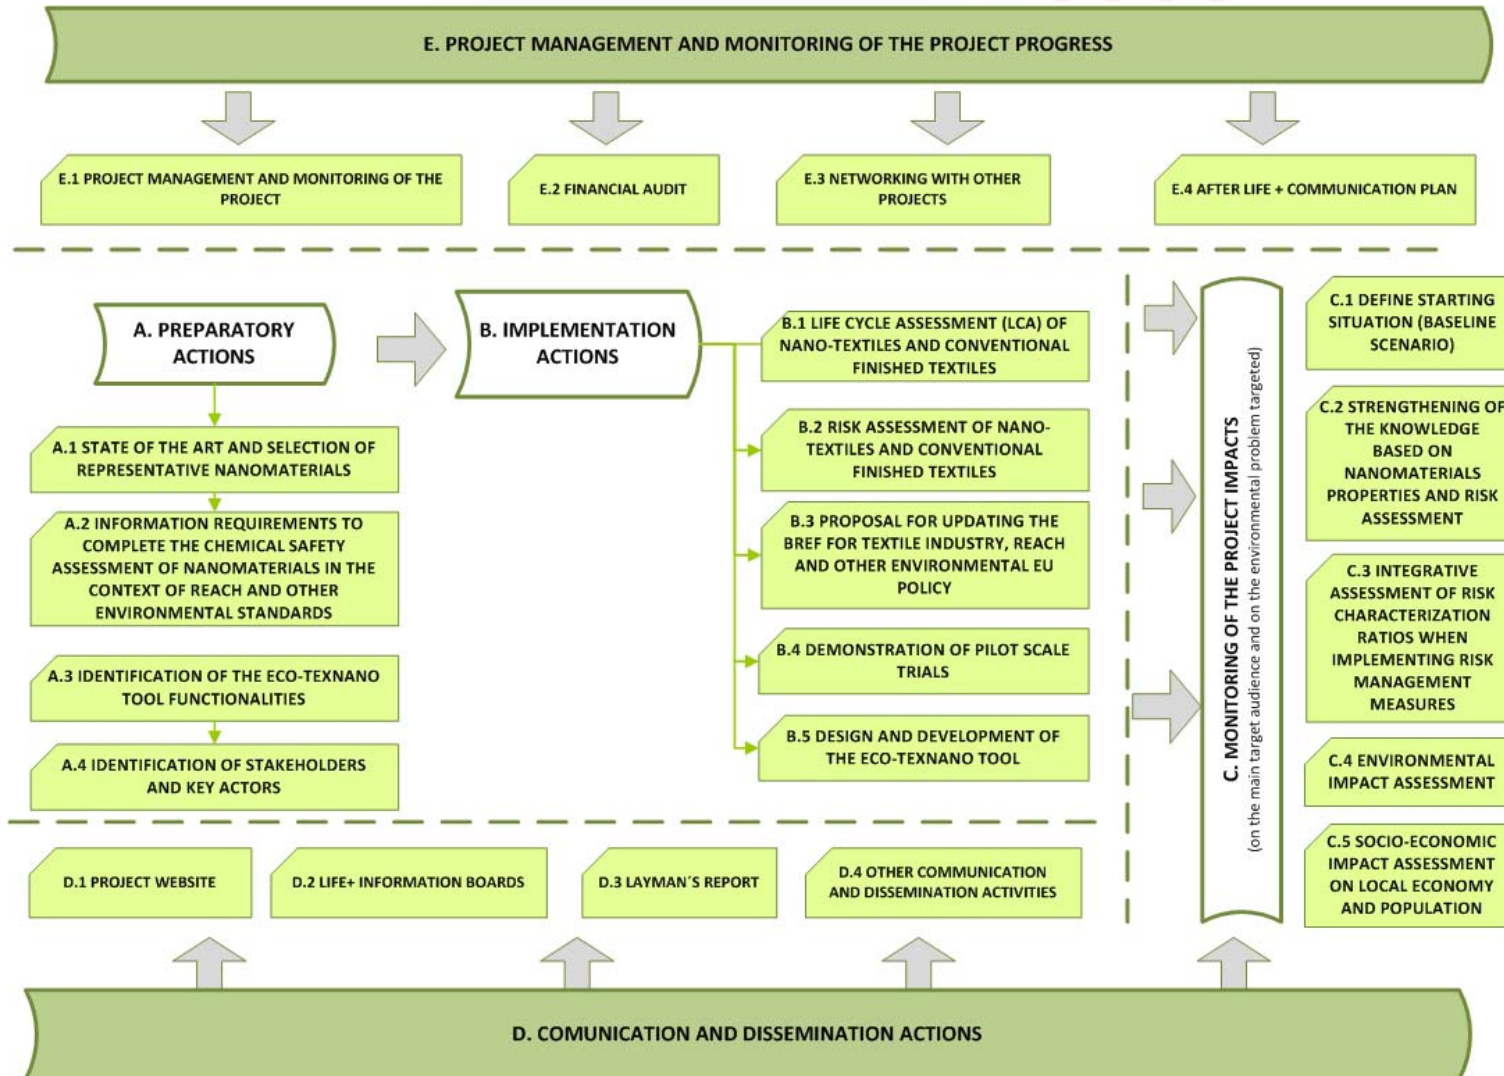 E. PROJECT MANAGEMENT AND MONITORING OF THE PROJECT PROGRESS
E.1 PROJECT MANAGEMENT AND MONITORING OF THE
PROJECT
E.2 FINANCIAL AUDIT
E.3 NETWORKING WITH OTHER
PROJECTS
E.4 AFTER LIFE + COMMUNICATION PLAN
A. PREPARATORY
ACTIONS
A.1 STATE OF THE ART AND SELECTION OF
REPRESENTATIVE NANOMATERIALS
A.2 INFORMATION REQUIREMENTS TO
COMPLETE THE CHEMICAL SAFETY
ASSESSMENT OF NANOMATERIALS IN THE
CONTEXT OF REACH AND OTHER
ENVIRONMENTAL STANDARDS
A.3 IDENTIFICATION OF THE ECO-TEXNANO
TOOL FUNCTIONALITIES
A.4 IDENTIFICATION OF STAKEHOLDERS
AND KEY ACTORS
B. IMPLEMENTATION
ACTIONS
B.1 LIFE CYCLE ASSESSMENT (LCA) OF
NANO-TEXTILES AND CONVENTIONAL
FINISHED TEXTILES
B.2 RISK ASSESSMENT OF NANO-
TEXTILES AND CONVENTIONAL
FINISHED TEXTILES
B.3 PROPOSAL FOR UPDATING THE
BREF FOR TEXTILE INDUSTRY, REACH
AND OTHER ENVIRONMENTAL EU
POLICY
B.4 DEMONSTRATION OF PILOT SCALE
TRIALS
B.5 DESIGN AND DEVELOPMENT OF
THE ECO-TEXNANO TOOL
C. MONITORING OF THE PROJECT IMPACTS
(on the main target audience and on the environmental problem targeted)
C.1 DEFINE STARTING
SITUATION (BASELINE
SCENARIO)
C.2 STRENGTHENING OF
THE KNOWLEDGE
BASED ON
NANOMATERIALS
PROPERTIES AND RISK
ASSESSMENT
C.3 INTEGRATIVE
ASSESSMENT OF RISK
CHARACTERIZATION
RATIOS WHEN
IMPLEMENTING RISK
MANAGEMENT
MEASURES
C.4 ENVIRONMENTAL
IMPACT ASSESSMENT
C.5 SOCIO-ECONOMIC
IMPACT ASSESSMENT
ON LOCAL ECONOMY
AND POPULATION
D.1 PROJECT WEBSITE
D.2 LIFE+ INFORMATION BOARDS
D.3 LAYMAN´S REPORT
D.4 OTHER COMMUNICATION
AND DISSEMINATION ACTIVITIES
D. COMUNICATION AND DISSEMINATION ACTIONS